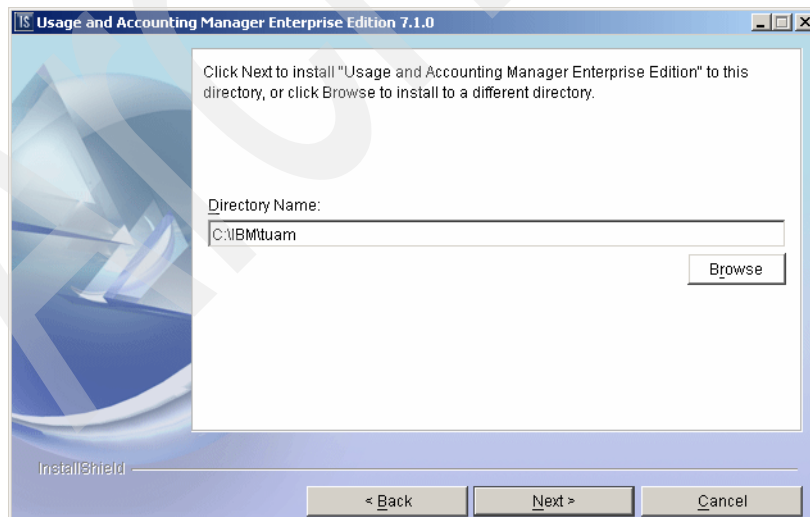 Usage and Accounting Manager Enterprise Edition 7.1.0
Click Next to install "Usage and Accounting Manager Enterprise Edition" to this
directory, or click Browse to install to a different directory.
Directory Name:
C:\IBM\tuam
Browse
InstallShield
< Back
Next >
Cancel